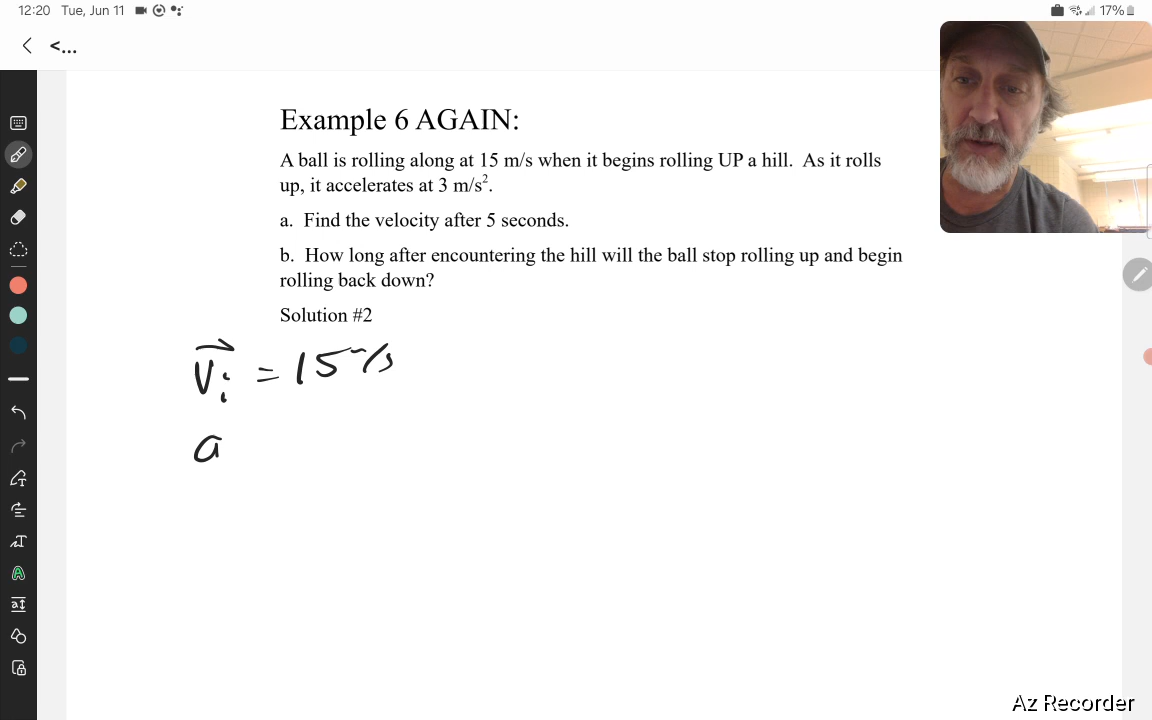 12:20 Tue, Jun 11 17%
<...
Example 6 AGAIN:
A ball is rolling along at 15 m/s when it begins rolling UP a hill. As it rolls
up, it accelerates at 3 m/s².
a. Find the velocity after 5 seconds.
b. How long after encountering the hill will the ball stop rolling up and begin
rolling back down?
Solution #2
v⃗ᵢ = 15 m/s
a
Az Recorder